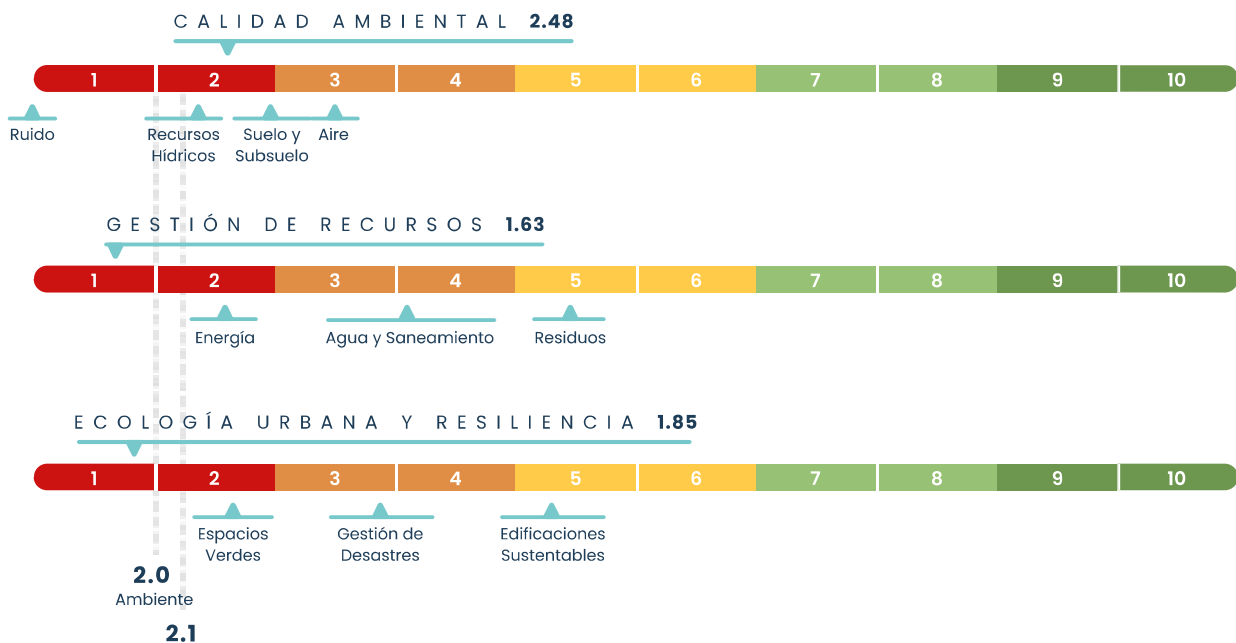 CALIDAD AMBIENTAL 2.48
1 2 3 4 5 6 7 8 9 10
Ruido
Recursos
Hídricos
Suelo y
Subsuelo
Aire
GESTIÓN DE RECURSOS 1.63
1 2 3 4 5 6 7 8 9 10
Energía
Agua y Saneamiento
Residuos
ECOLOGÍA URBANA Y RESILIENCIA 1.85
1 2 3 4 5 6 7 8 9 10
Espacios
Verdes
Gestión de
Desastres
Edificaciones
Sustentables
2.0
Ambiente
2.1